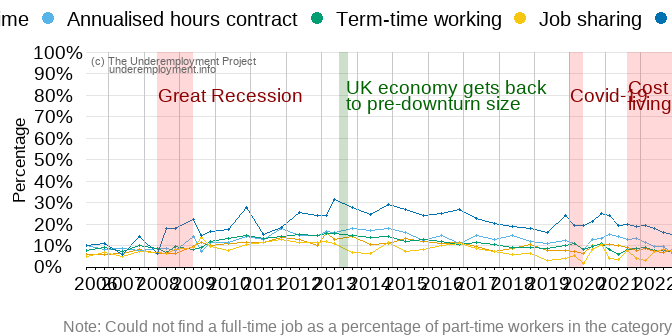 ime Annualised hours contract Term-time working Job sharing
100%
90%
80%
70%
60%
50%
40%
30%
20%
10%
0%
Percentage
(c) The Underemployment Project
underemployment.info
Great Recession
UK economy gets back
to pre-downturn size
Covid-19
Cost
living
2006 2007 2008 2009 2010 2011 2012 2013 2014 2015 2016 2017 2018 2019 2020 2021 2022
Note: Could not find a full-time job as a percentage of part-time workers in the category